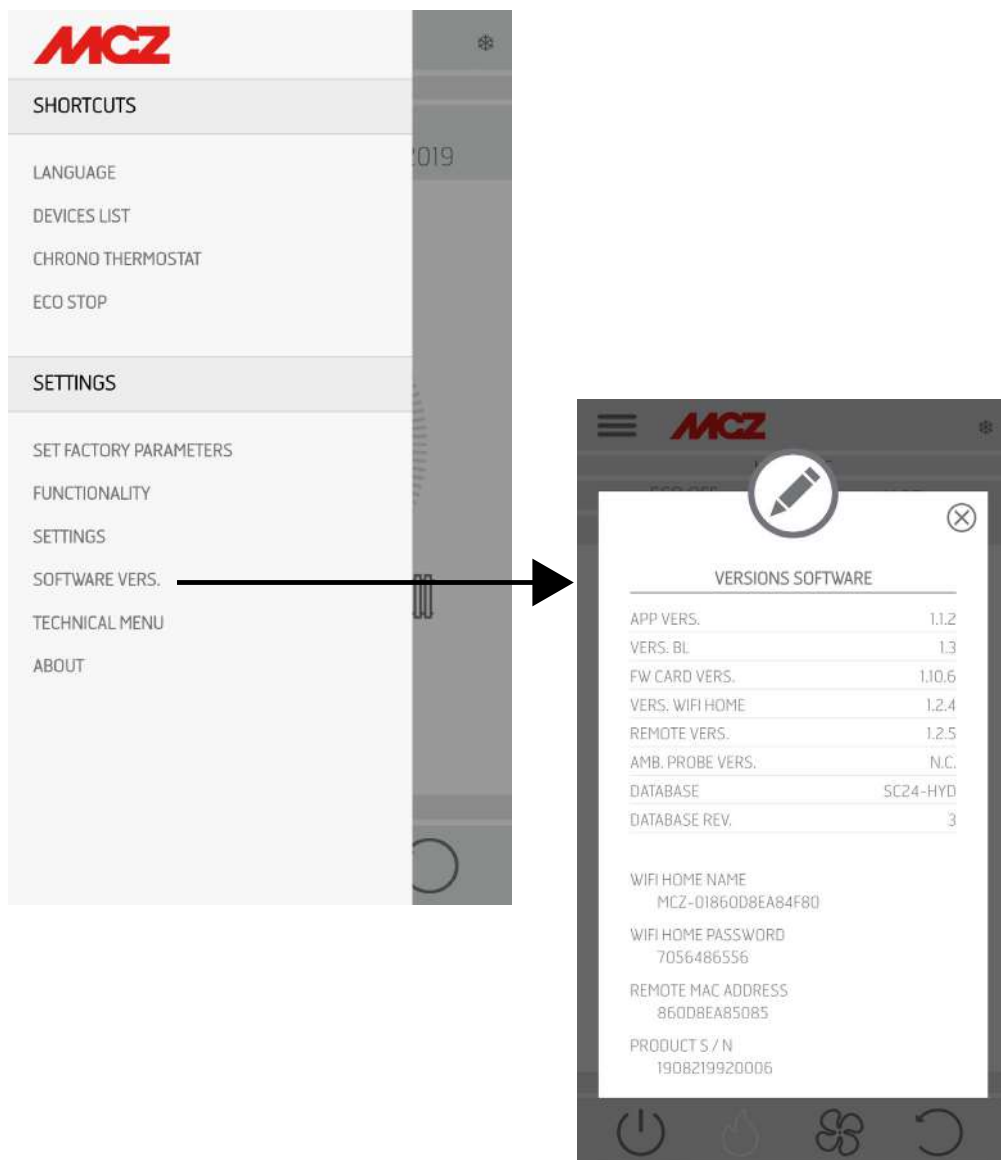 MCZ
SHORTCUTS
2019
LANGUAGE
DEVICES LIST
CHRONO THERMOSTAT
ECO STOP
SETTINGS
SET FACTORY PARAMETERS
FUNCTIONALITY
SETTINGS
SOFTWARE VERS.
TECHNICAL MENU
ABOUT
MCZ
ECO OFF
VERSIONS SOFTWARE
APP VERS. 1.1.2
VERS. BL 1.3
FW CARD VERS. 1.10.6
VERS. WIFI HOME 1.2.4
REMOTE VERS. 1.2.5
AMB. PROBE VERS. N.C.
DATABASE SC24-HYD
DATABASE REV. 3
WIFI HOME NAME
MCZ-01860D8EA84F80
WIFI HOME PASSWORD
7056486556
REMOTE MAC ADDRESS
860D8EA85085
PRODUCT S / N
1908219920006